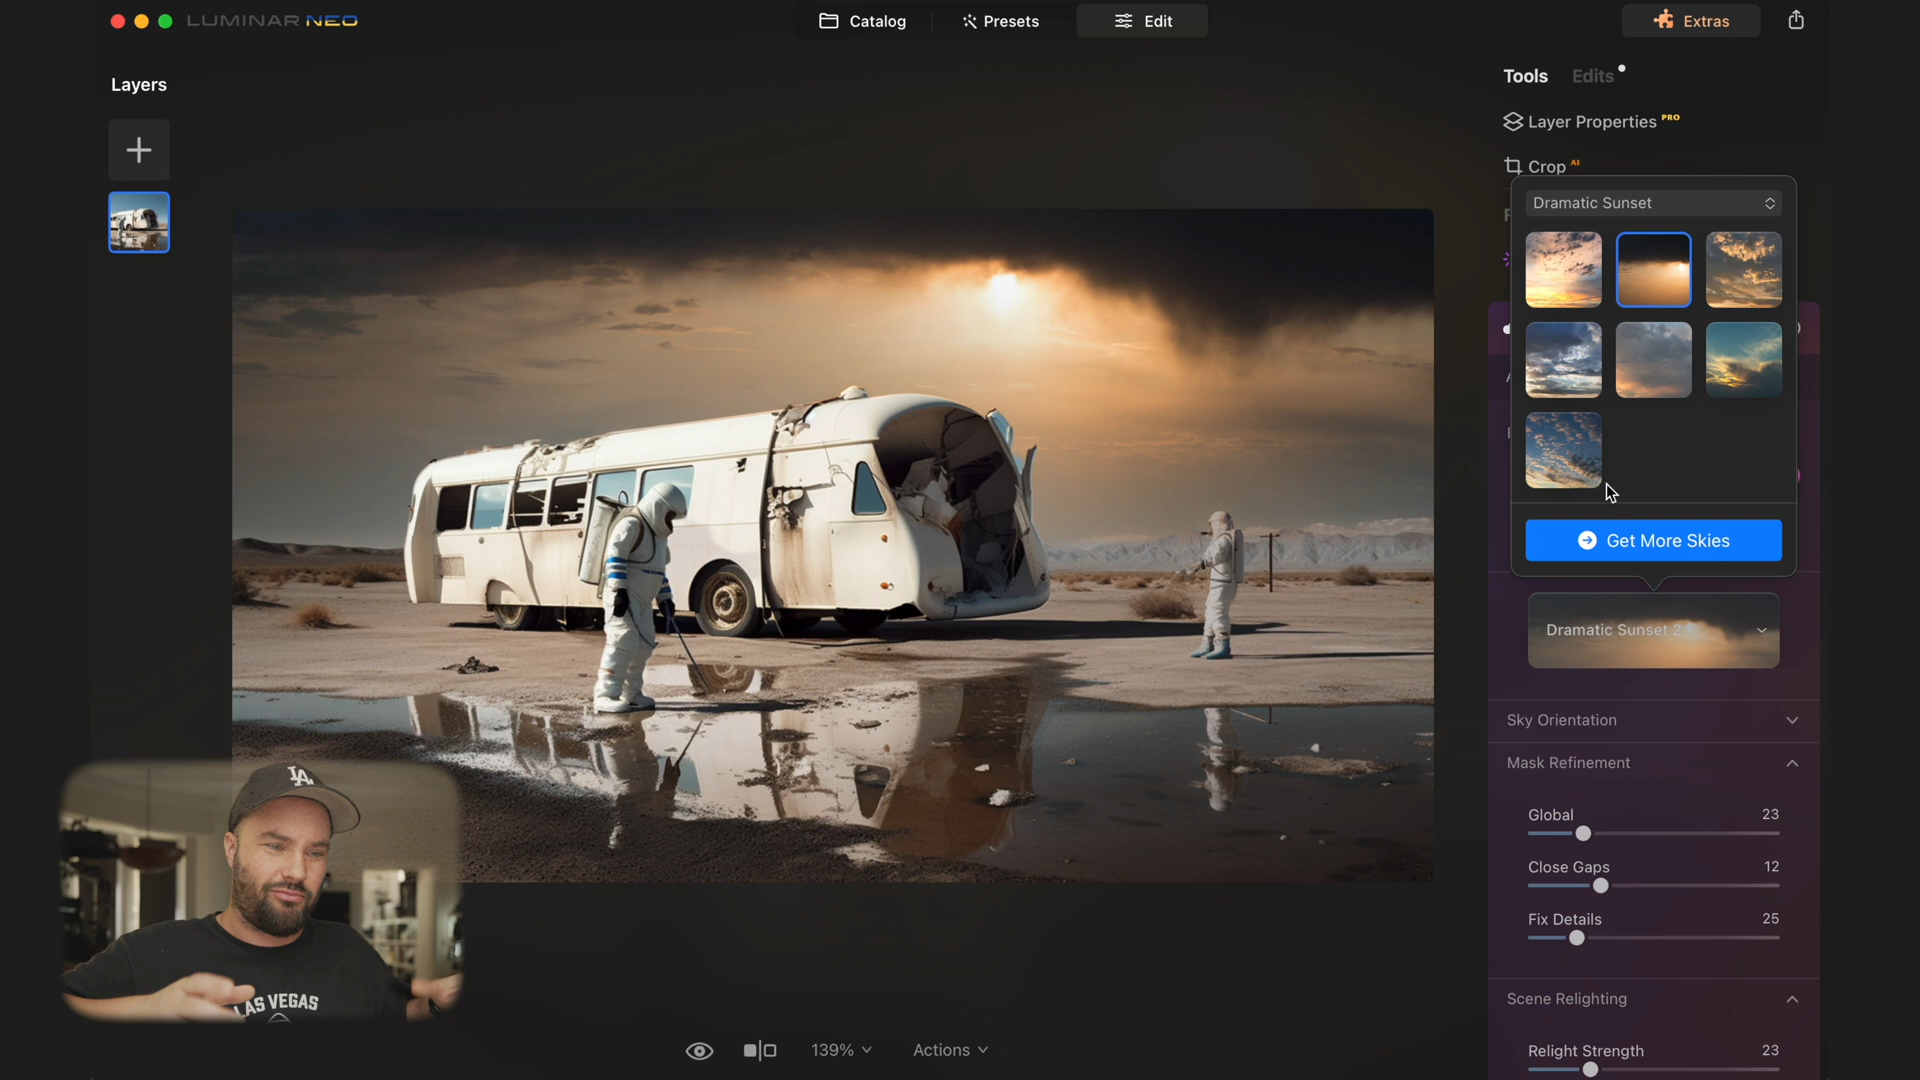 LUMINAR NEO
Catalog
Presets
Edit
Extras
Layers
Tools
Edits
Layer Properties PRO
Crop AI
Dramatic Sunset
Get More Skies
Dramatic Sunset 2
Sky Orientation
Mask Refinement
Global 23
Close Gaps 12
Fix Details 25
Scene Relighting
Relight Strength 23
139%
Actions
LA
LAS VEGAS